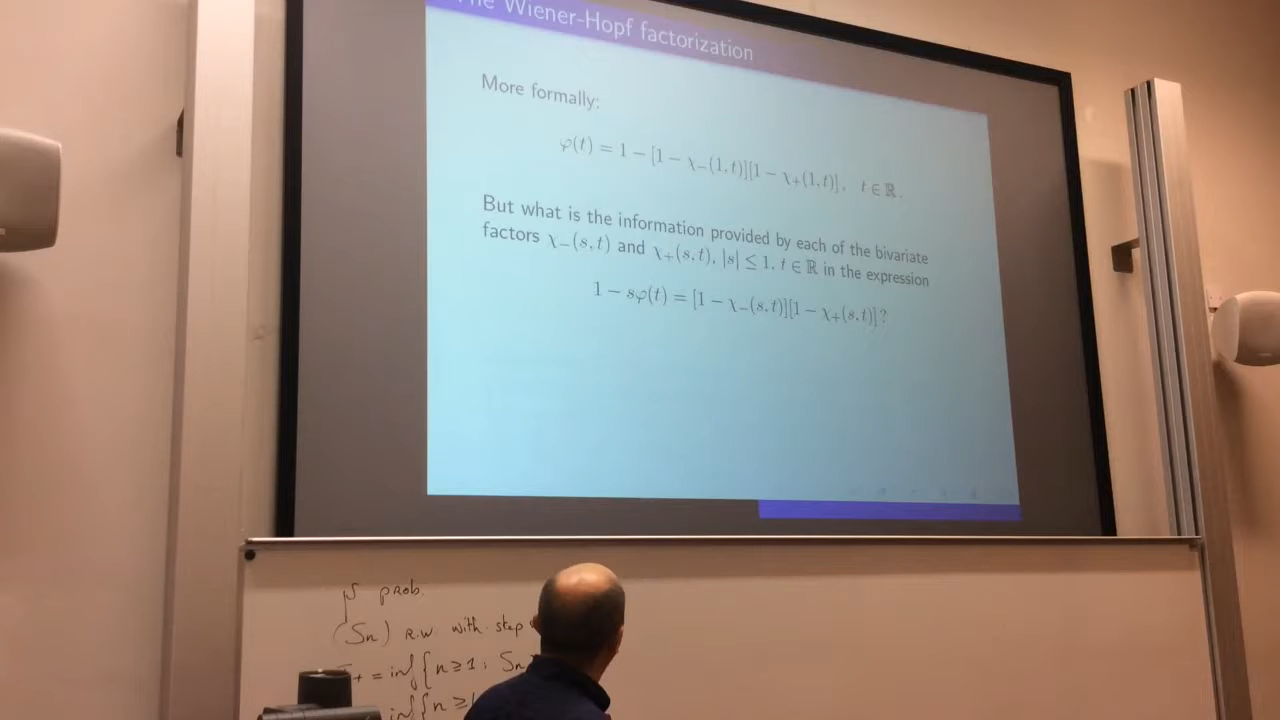 The Wiener-Hopf factorization
More formally:
φ(t) = 1 − [1 − χ₋(1, t)][1 − χ₊(1, t)], t ∈ ℝ.
But what is the information provided by each of the bivariate
factors χ₋(s, t) and χ₊(s, t), |s| ≤ 1, t ∈ ℝ in the expression
1 − sφ(t) = [1 − χ₋(s, t)][1 − χ₊(s, t)]?
prob.
(Sn) R.W. with step
+ = inf{n ≥ 1 ; Sn
inf{n ≥